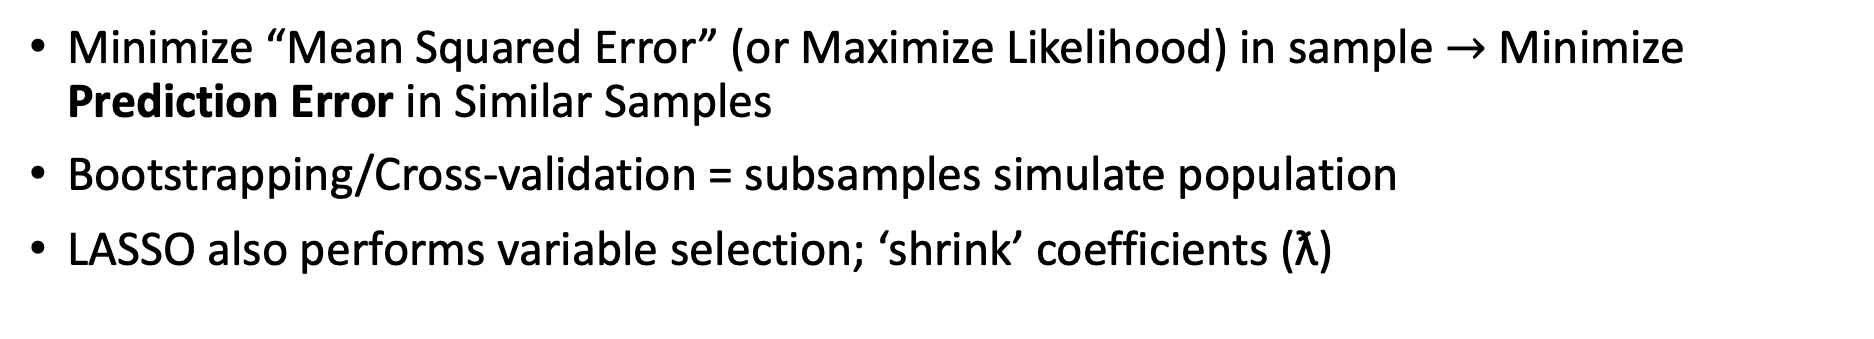 • Minimize “Mean Squared Error” (or Maximize Likelihood) in sample → Minimize
Prediction Error in Similar Samples
• Bootstrapping/Cross-validation = subsamples simulate population
• LASSO also performs variable selection; ‘shrink’ coefficients (ƛ)